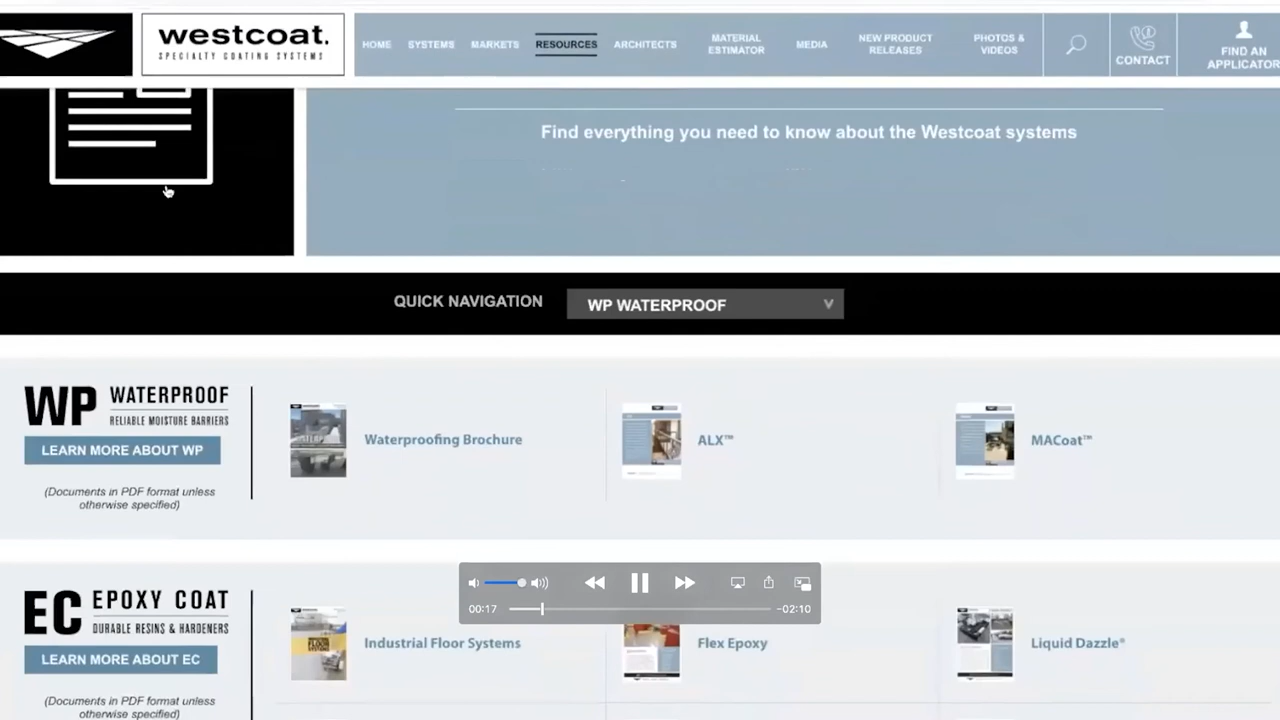 westcoat.
SPECIALTY COATING SYSTEMS
HOME
SYSTEMS
MARKETS
RESOURCES
ARCHITECTS
MATERIAL
ESTIMATOR
MEDIA
NEW PRODUCT
RELEASES
PHOTOS &
VIDEOS
CONTACT
FIND AN
APPLICATOR
Find everything you need to know about the Westcoat systems
QUICK NAVIGATION
WP WATERPROOF
WP WATERPROOF
RELIABLE MOISTURE BARRIERS
LEARN MORE ABOUT WP
(Documents in PDF format unless
otherwise specified)
Waterproofing Brochure
ALX™
MACoat™
EC EPOXY COAT
DURABLE RESINS & HARDENERS
LEARN MORE ABOUT EC
(Documents in PDF format unless
otherwise specified)
Industrial Floor Systems
Flex Epoxy
Liquid Dazzle®
00:17
-02:10